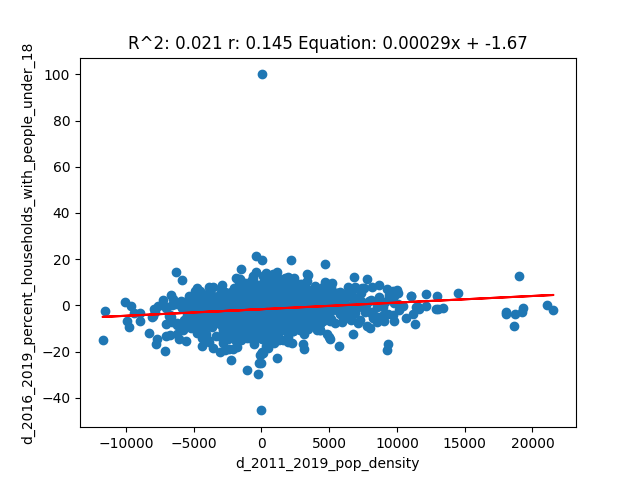 R^2: 0.021 r: 0.145 Equation: 0.00029x + -1.67
d_2016_2019_percent_households_with_people_under_18
100
80
60
40
20
0
−20
−40
−10000 −5000 0 5000 10000 15000 20000
d_2011_2019_pop_density